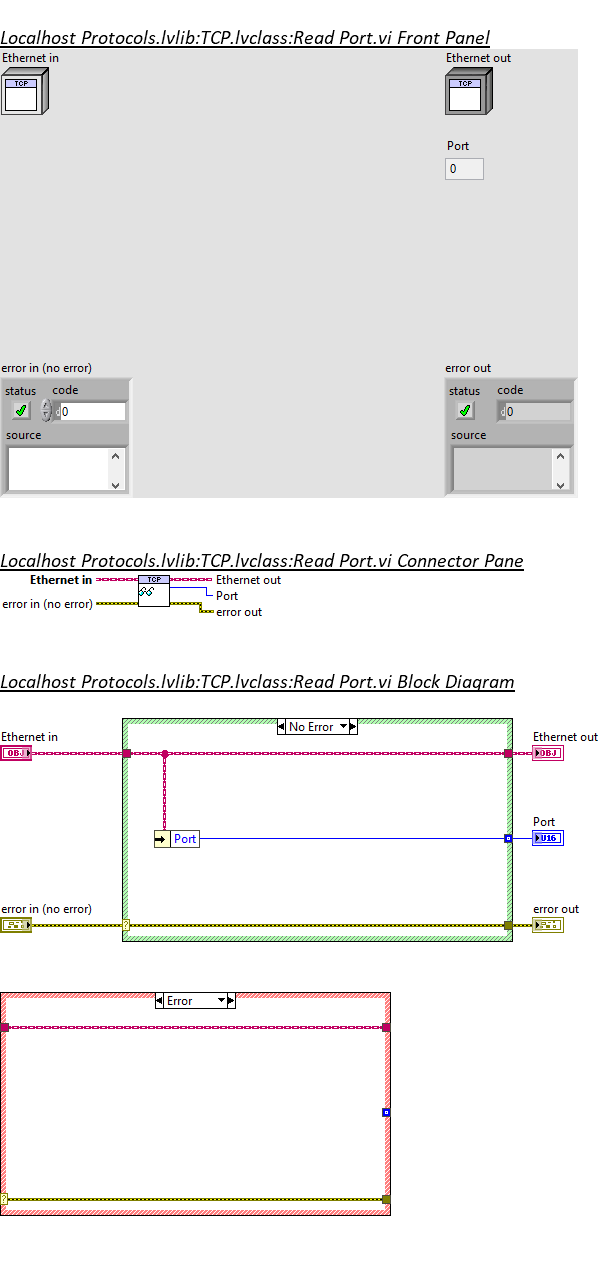 Localhost Protocols.lvlib:TCP.lvclass:Read Port.vi Front Panel
Ethernet in
Ethernet out
TCP
TCP
Port
0
error in (no error)
error out
status code
status code
d 0
d 0
source
source
Localhost Protocols.lvlib:TCP.lvclass:Read Port.vi Connector Pane
Ethernet in
TCP
Ethernet out
Port
error in (no error)
error out
Localhost Protocols.lvlib:TCP.lvclass:Read Port.vi Block Diagram
No Error
Ethernet in
Ethernet out
OBJ
OBJ
Port
Port
U16
error in (no error)
error out
?
Error
?